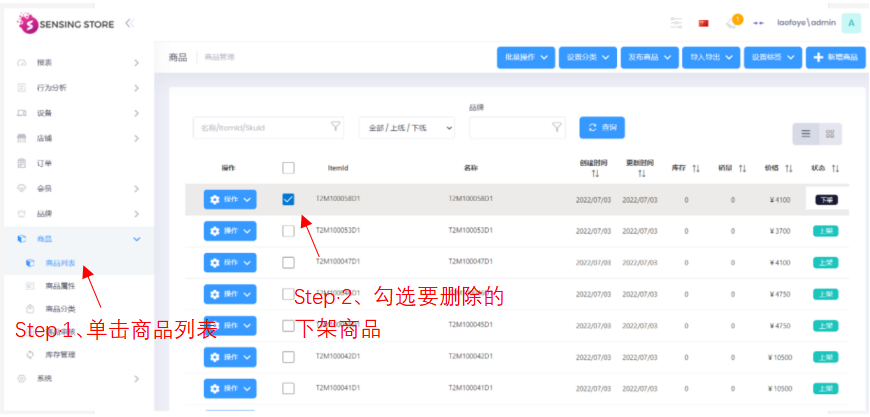 SENSING STORE
1
laofoye\admin
A
报表
行为分析
设备
店铺
订单
会员
品牌
商品
商品列表
商品属性
商品分类
库存管理
系统
商品
商品管理
批量操作
设置分类
发布商品
导入导出
设置标签
新增商品
品牌
名称/ItemId/SkuId
全部 / 上线 / 下线
查询
操作
ItemId
名称
创建时间
更新时间
库存
销量
价格
状态
操作 T2M100058D1 T2M100058D1 2022/07/03 2022/07/03 0 0 ¥ 4100 下架
操作 T2M100053D1 T2M100053D1 2022/07/03 2022/07/03 0 0 ¥ 3700 上架
操作 T2M100047D1 T2M100047D1 2022/07/03 2022/07/03 0 0 ¥ 4100 上架
操作 T2M100046D1 2022/07/03 2022/07/03 0 0 ¥ 4750 上架
操作 T2M100045D1 2022/07/03 2022/07/03 0 0 ¥ 4750 上架
操作 T2M100042D1 T2M100042D1 2022/07/03 2022/07/03 0 0 ¥ 10500 上架
操作 T2M100041D1 T2M100041D1 2022/07/03 2022/07/03 0 0 ¥ 10500 上架
Step 1、单击商品列表
Step 2、勾选要删除的
下架商品